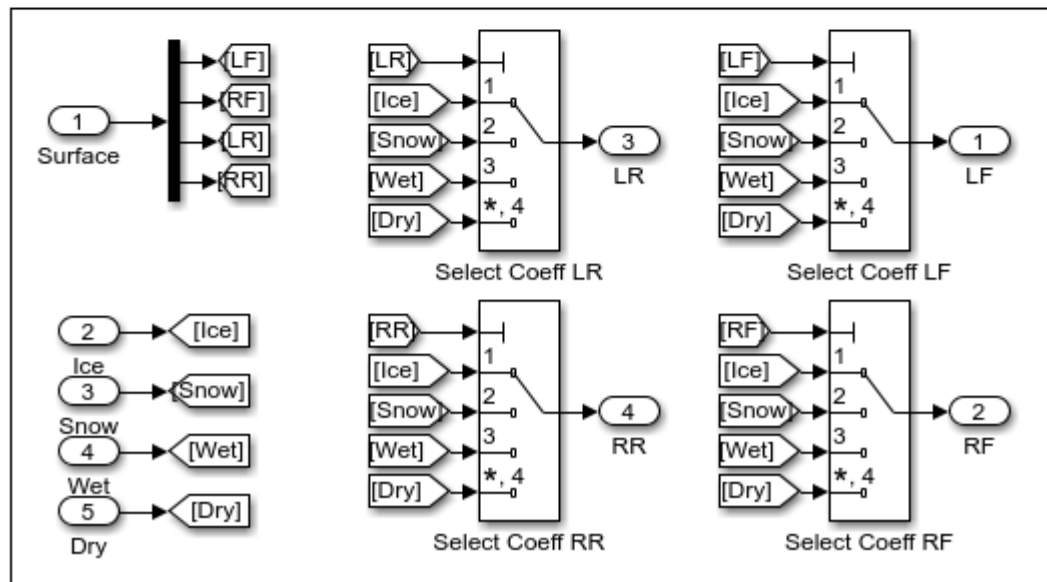 1
Surface
[LF]
[RF]
[LR]
[RR]
[LR]
[Ice]
[Snow]
[Wet]
[Dry]
1
2
3
*, 4
3
LR
Select Coeff LR
[LF]
[Ice]
[Snow]
[Wet]
[Dry]
1
2
3
*, 4
1
LF
Select Coeff LF
2
Ice
[Ice]
3
Snow
[Snow]
4
Wet
[Wet]
5
Dry
[Dry]
[RR]
[Ice]
[Snow]
[Wet]
[Dry]
1
2
3
*, 4
4
RR
Select Coeff RR
[RF]
[Ice]
[Snow]
[Wet]
[Dry]
1
2
3
*, 4
2
RF
Select Coeff RF